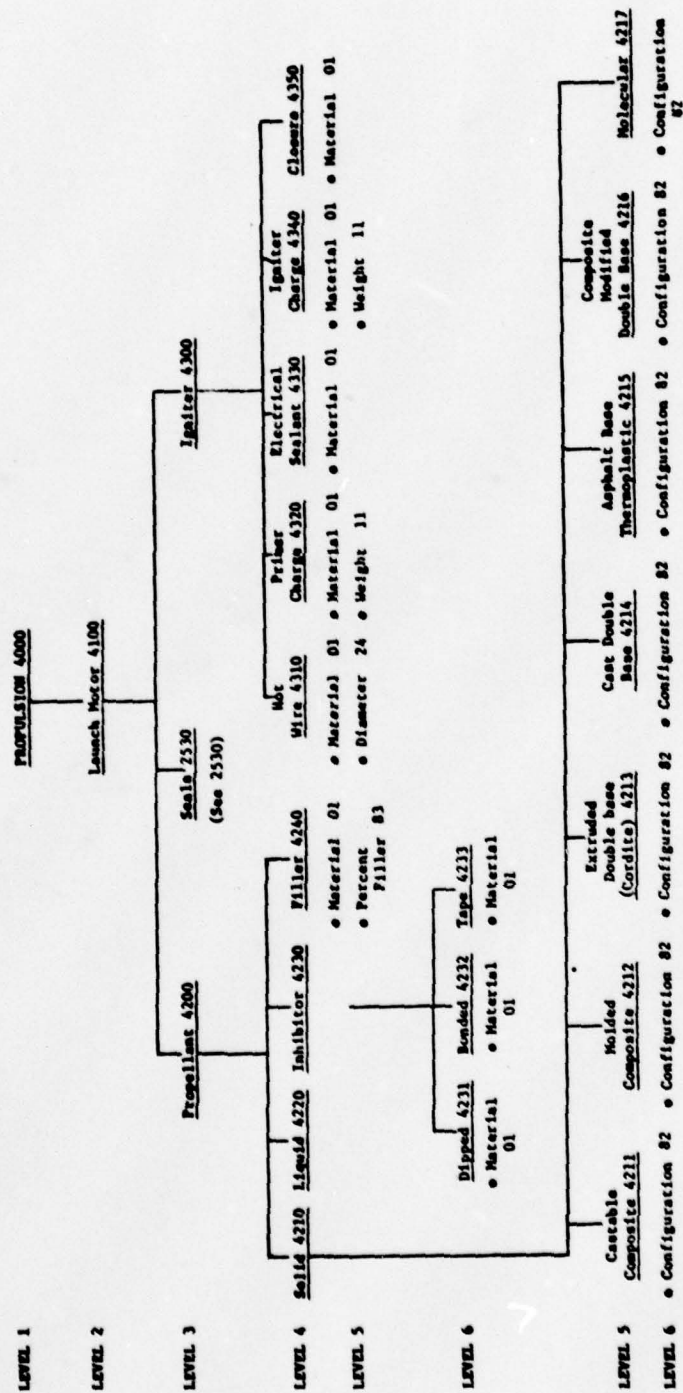 LEVEL 1
PROPULSION 4000
LEVEL 2
Launch Motor 4100
LEVEL 3
Propellant 4200
Seals 2530
(See 2530)
Igniter 4300
LEVEL 4
Solid 4210
Liquid 4220
Inhibitor 4230
Filler 4240
Hot
Wire 4310
Primer
Charge 4320
Electrical
Sealant 4330
Igniter
Charge 4340
Closure 4350
LEVEL 5
• Material 01
• Percent
Filler 83
• Material 01
• Diameter 24
• Material 01
• Weight 11
• Material 01
• Material 01
• Weight 11
• Material 01
LEVEL 6
Dipped 4231
• Material
01
Bonded 4232
• Material
01
Tape 4233
• Material
01
LEVEL 5
Castable
Composite 4211
Molded
Composite 4212
Extruded
Double base
(Cordite) 4213
Cast Double
Base 4214
Asphalt Base
Thermoplastic 4215
Composite
Modified
Double Base 4216
Molecular 4217
LEVEL 6
• Configuration 82
• Configuration 82
• Configuration 82
• Configuration 82
• Configuration 82
• Configuration 82
• Configuration
82